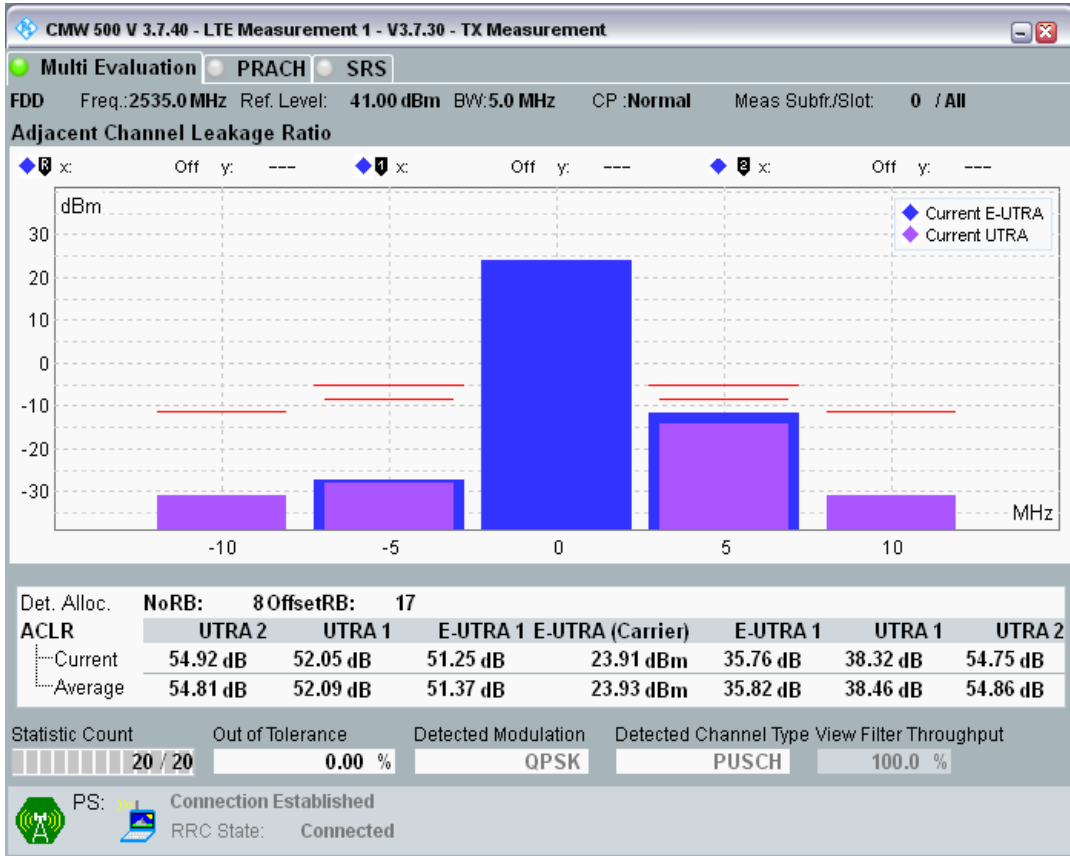 CMW 500 V 3.7.40 - LTE Measurement 1 - V3.7.30 - TX Measurement
Multi Evaluation PRACH SRS
FDD Freq.:2535.0 MHz Ref. Level: 41.00 dBm BW:5.0 MHz CP :Normal Meas Subfr./Slot: 0 / All
Adjacent Channel Leakage Ratio
R x: Off y: --- 1 x: Off y: --- 2 x: Off y: ---
dBm
Current E-UTRA
Current UTRA
30
20
10
0
-10
-20
-30
MHz
-10 -5 0 5 10
Det. Alloc. NoRB: 8 OffsetRB: 17
ACLR UTRA 2 UTRA 1 E-UTRA 1 E-UTRA (Carrier) E-UTRA 1 UTRA 1 UTRA 2
Current 54.92 dB 52.05 dB 51.25 dB 23.91 dBm 35.76 dB 38.32 dB 54.75 dB
Average 54.81 dB 52.09 dB 51.37 dB 23.93 dBm 35.82 dB 38.46 dB 54.86 dB
Statistic Count Out of Tolerance Detected Modulation Detected Channel Type View Filter Throughput
20 / 20 0.00 % QPSK PUSCH 100.0 %
PS: Connection Established
RRC State: Connected